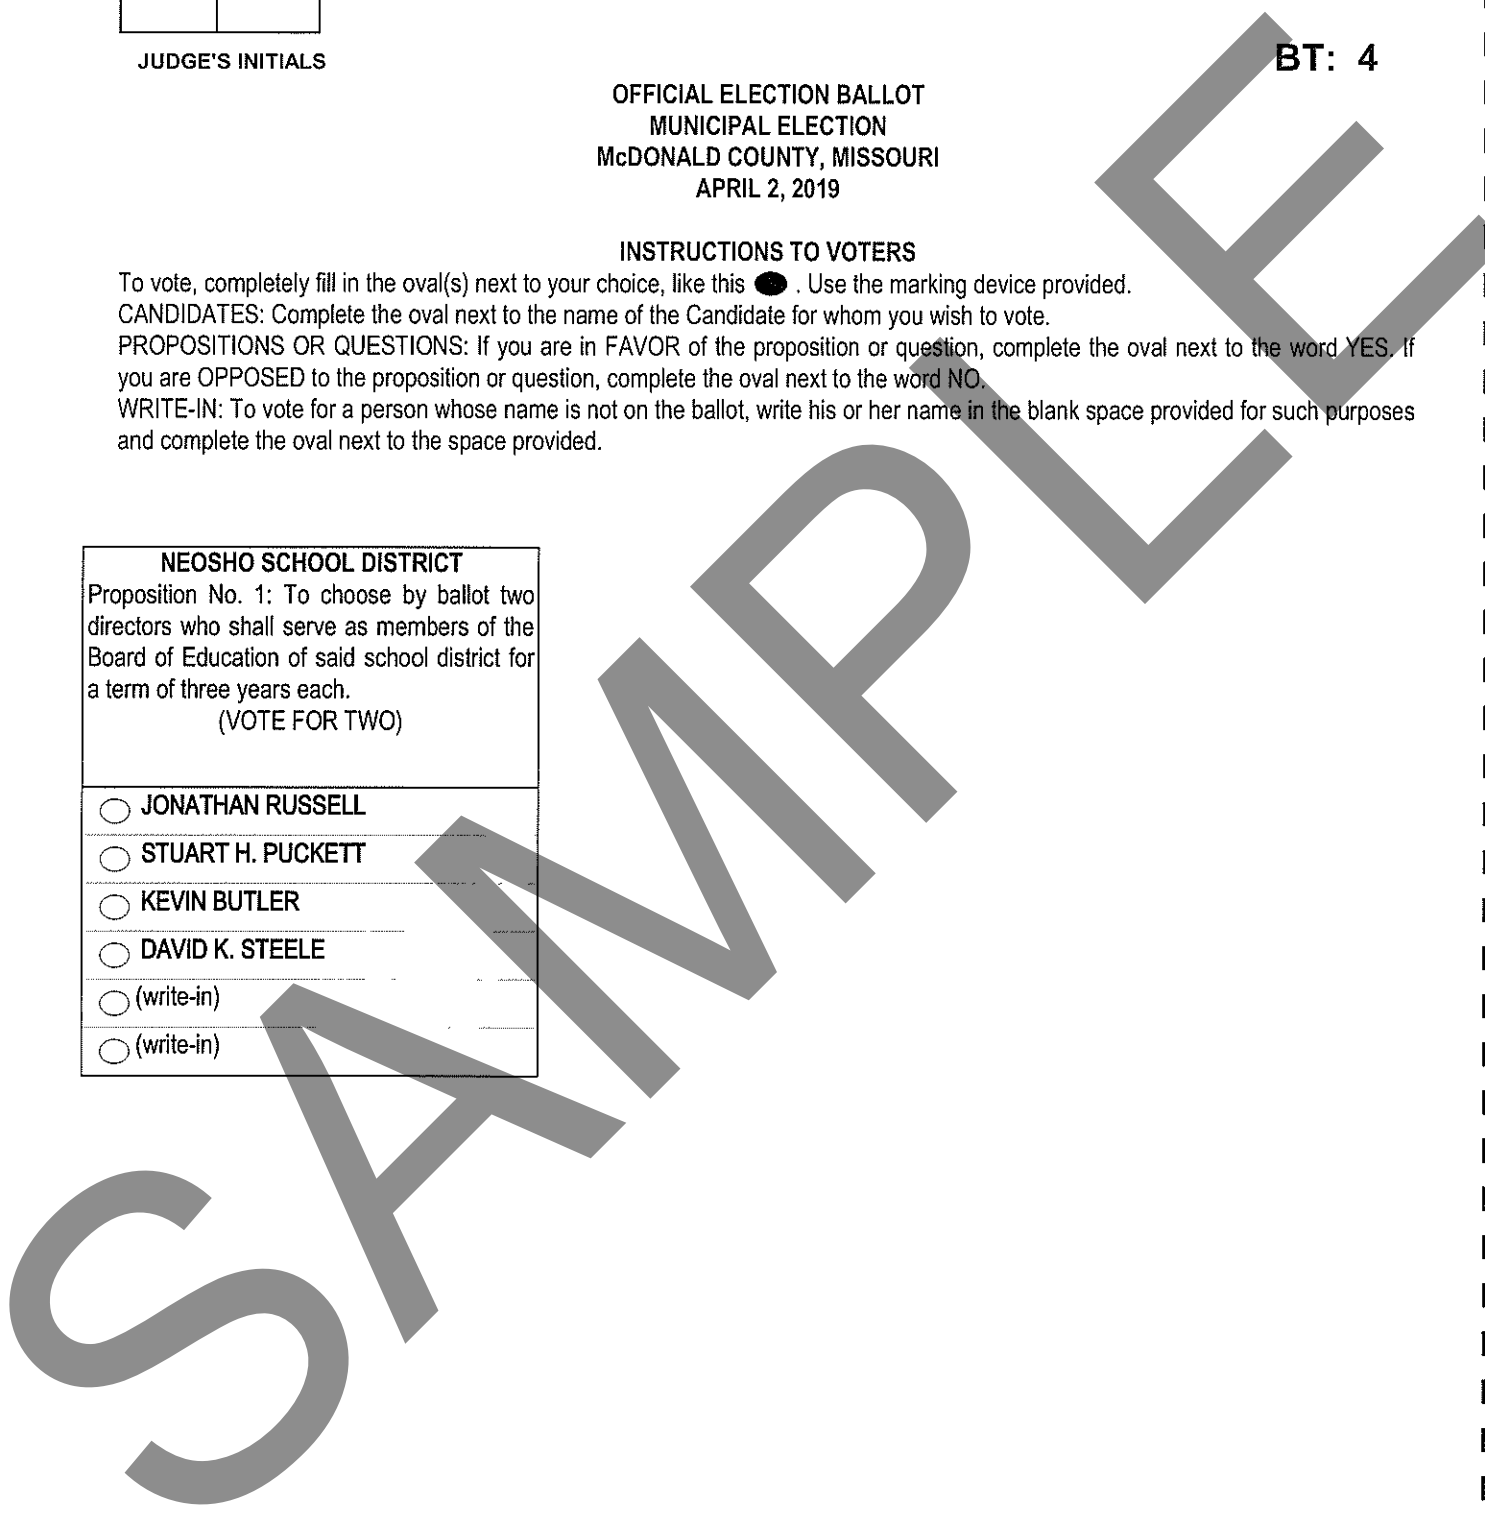 JUDGE'S INITIALS
BT: 4
OFFICIAL ELECTION BALLOT
MUNICIPAL ELECTION
McDONALD COUNTY, MISSOURI
APRIL 2, 2019
INSTRUCTIONS TO VOTERS
To vote, completely fill in the oval(s) next to your choice, like this . Use the marking device provided.
CANDIDATES: Complete the oval next to the name of the Candidate for whom you wish to vote.
PROPOSITIONS OR QUESTIONS: If you are in FAVOR of the proposition or question, complete the oval next to the word YES. If
you are OPPOSED to the proposition or question, complete the oval next to the word NO.
WRITE-IN: To vote for a person whose name is not on the ballot, write his or her name in the blank space provided for such purposes
and complete the oval next to the space provided.
NEOSHO SCHOOL DISTRICT
Proposition No. 1: To choose by ballot two
directors who shall serve as members of the
Board of Education of said school district for
a term of three years each.
(VOTE FOR TWO)
JONATHAN RUSSELL
STUART H. PUCKETT
KEVIN BUTLER
DAVID K. STEELE
(write-in)
(write-in)
SAMPLE